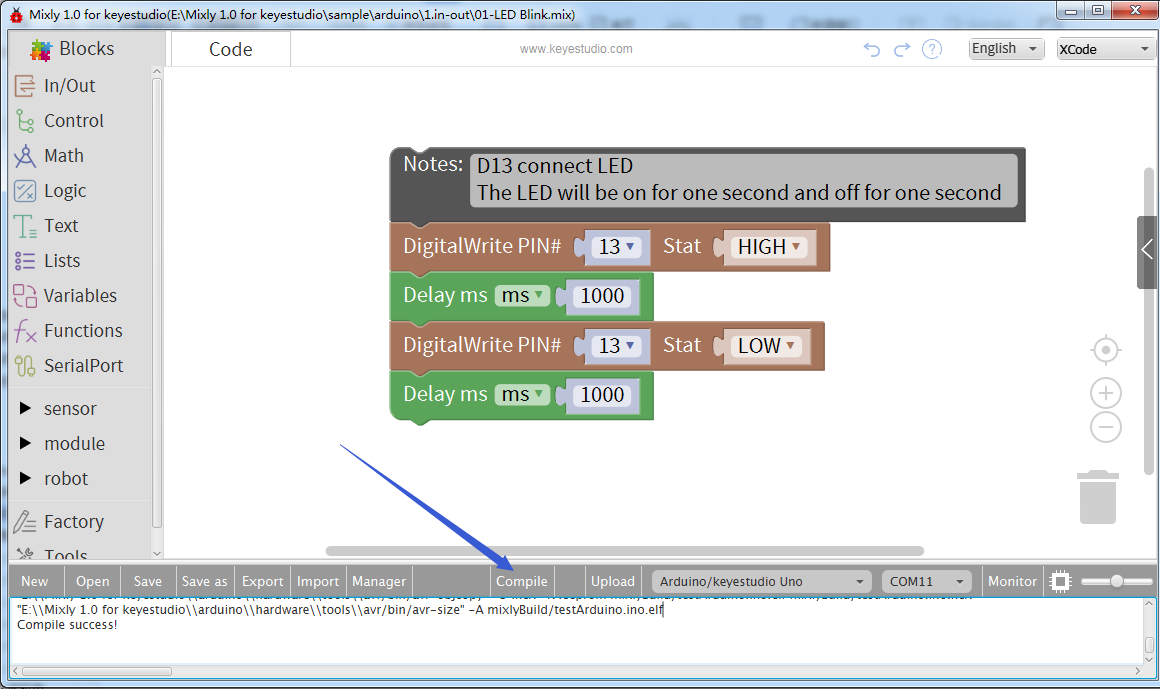 Mixly 1.0 for keyestudio(E:\Mixly 1.0 for keyestudio\sample\arduino\1.in-out\01-LED Blink.mix)
Blocks
Code
www.keyestudio.com
?
English
XCode
In/Out
Control
Math
Logic
Text
Lists
Variables
Functions
SerialPort
sensor
module
robot
Factory
Tools
Notes: D13 connect LED
The LED will be on for one second and off for one second
DigitalWrite PIN# 13 Stat HIGH
Delay ms ms 1000
DigitalWrite PIN# 13 Stat LOW
Delay ms ms 1000
New Open Save Save as Export Import Manager Compile Upload Arduino/keyestudio Uno COM11 Monitor
"E:\\Mixly 1.0 for keyestudio\\arduino\\hardware\\tools\\avr/bin/avr-size" -A mixlyBuild/testArduino.ino.elf
Compile success!